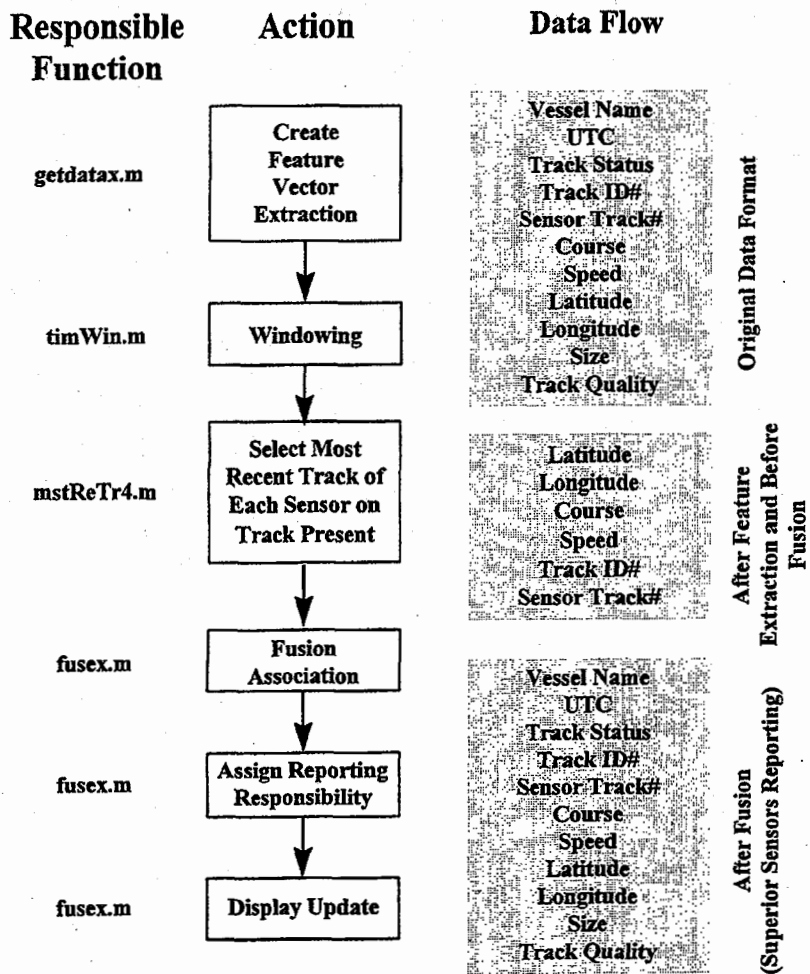 Responsible
Function
Action
Data Flow
getdatax.m
Create
Feature
Vector
Extraction
timWin.m
Windowing
mstReTr4.m
Select Most
Recent Track of
Each Sensor on
Track Present
fusex.m
Fusion
Association
fusex.m
Assign Reporting
Responsibility
fusex.m
Display Update
Vessel Name
UTC
Track Status
Track ID#
Sensor Track#
Course
Speed
Latitude
Longitude
Size
Track Quality
Original Data Format
Latitude
Longitude
Course
Speed
Track ID#
Sensor Track#
After Feature
Extraction and Before
Fusion
Vessel Name
UTC
Track Status
Track ID#
Sensor Track#
Course
Speed
Latitude
Longitude
Size
Track Quality
After Fusion
(Superior Sensors Reporting)